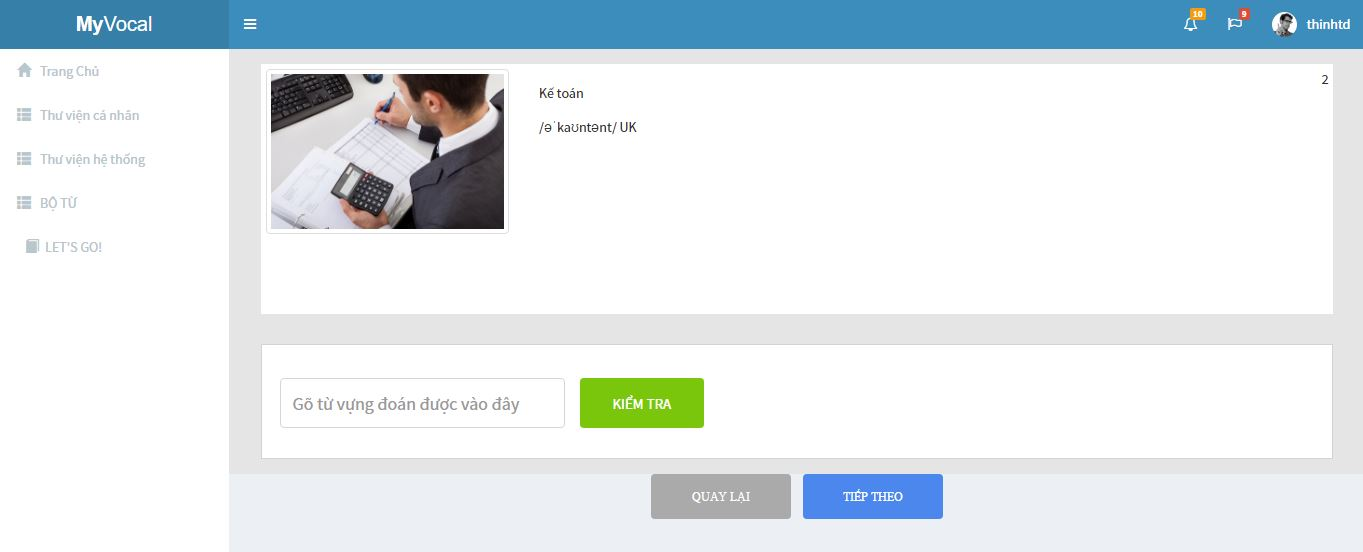 MyVocal
10
9
thinhtd
Trang Chủ
Thư viện cá nhân
Thư viện hệ thống
BỘ TỪ
LET'S GO!
2
Kế toán
/əˈkaʊntənt/ UK
Gõ từ vựng đoán được vào đây
KIỂM TRA
QUAY LẠI
TIẾP THEO